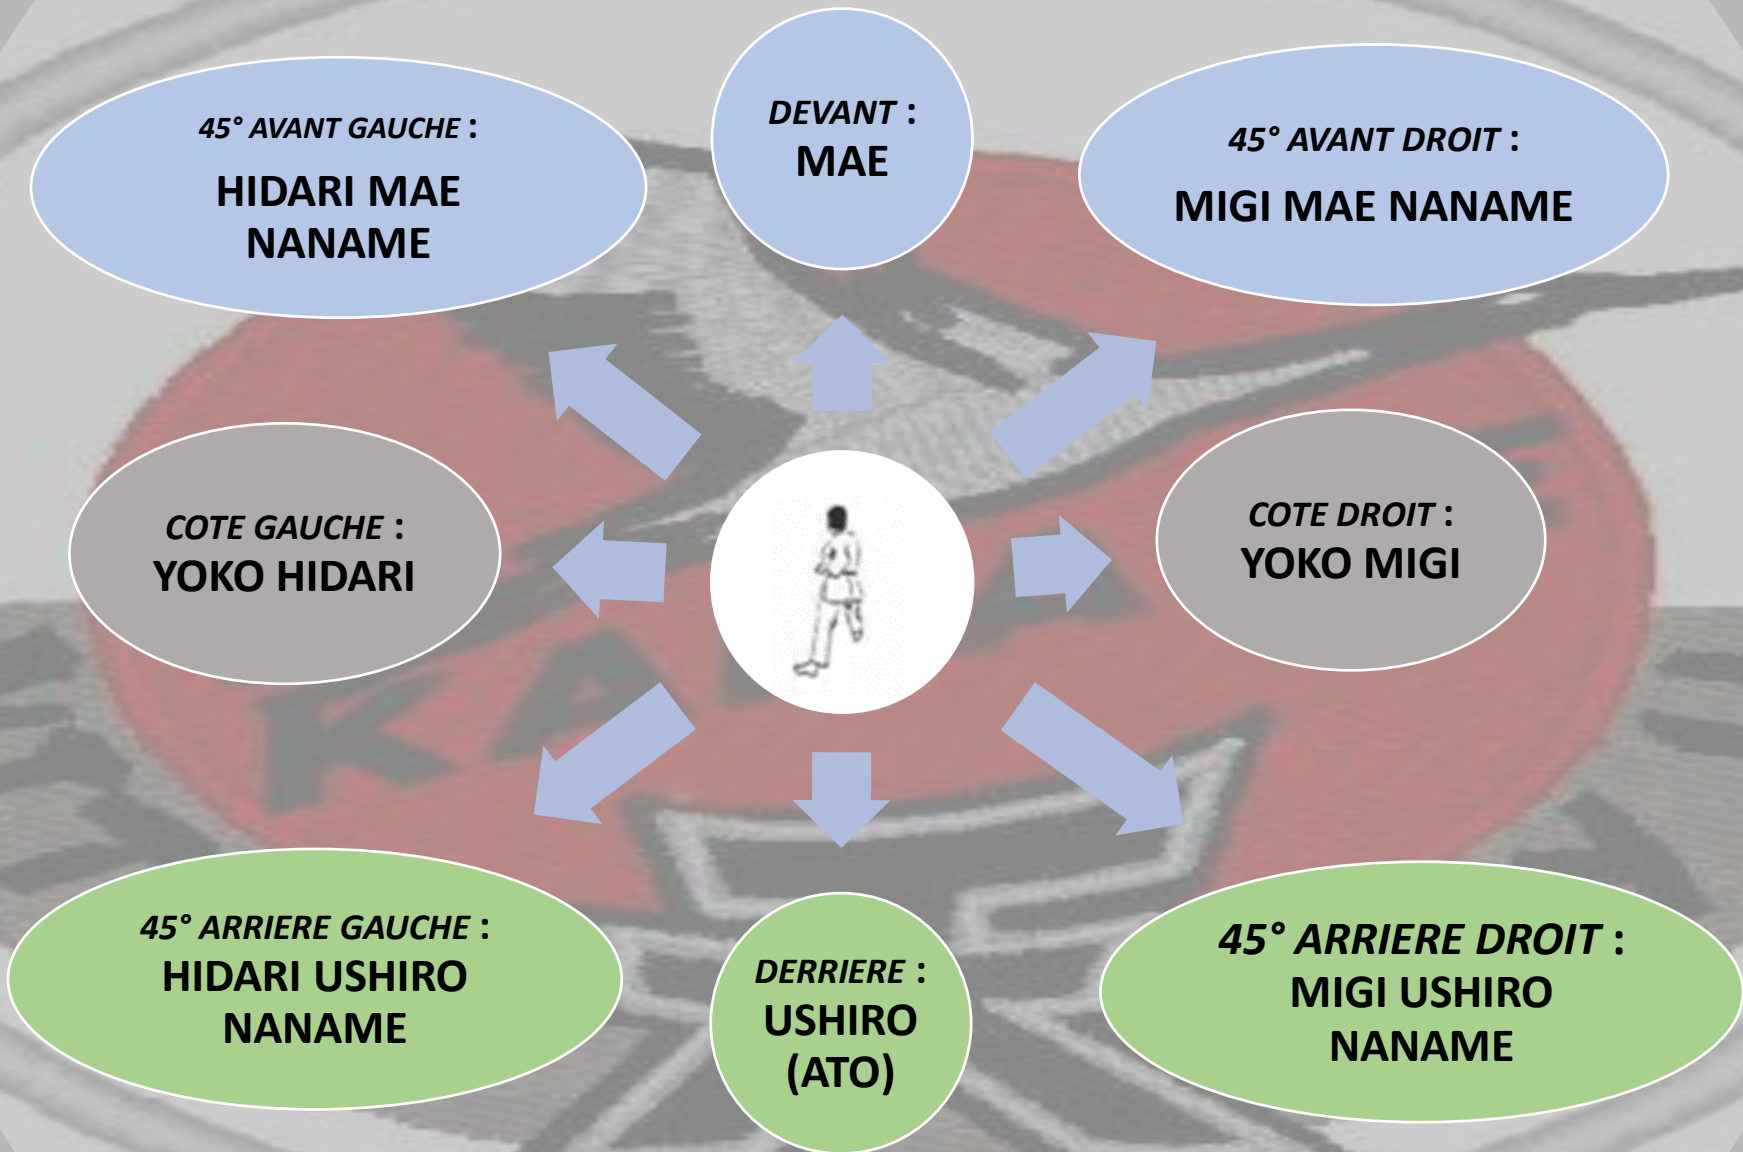 45° AVANT GAUCHE :
HIDARI MAE
NANAME
DEVANT :
MAE
45° AVANT DROIT :
MIGI MAE NANAME
COTE GAUCHE :
YOKO HIDARI
COTE DROIT :
YOKO MIGI
45° ARRIERE GAUCHE :
HIDARI USHIRO
NANAME
DERRIERE :
USHIRO
(ATO)
45° ARRIERE DROIT :
MIGI USHIRO
NANAME